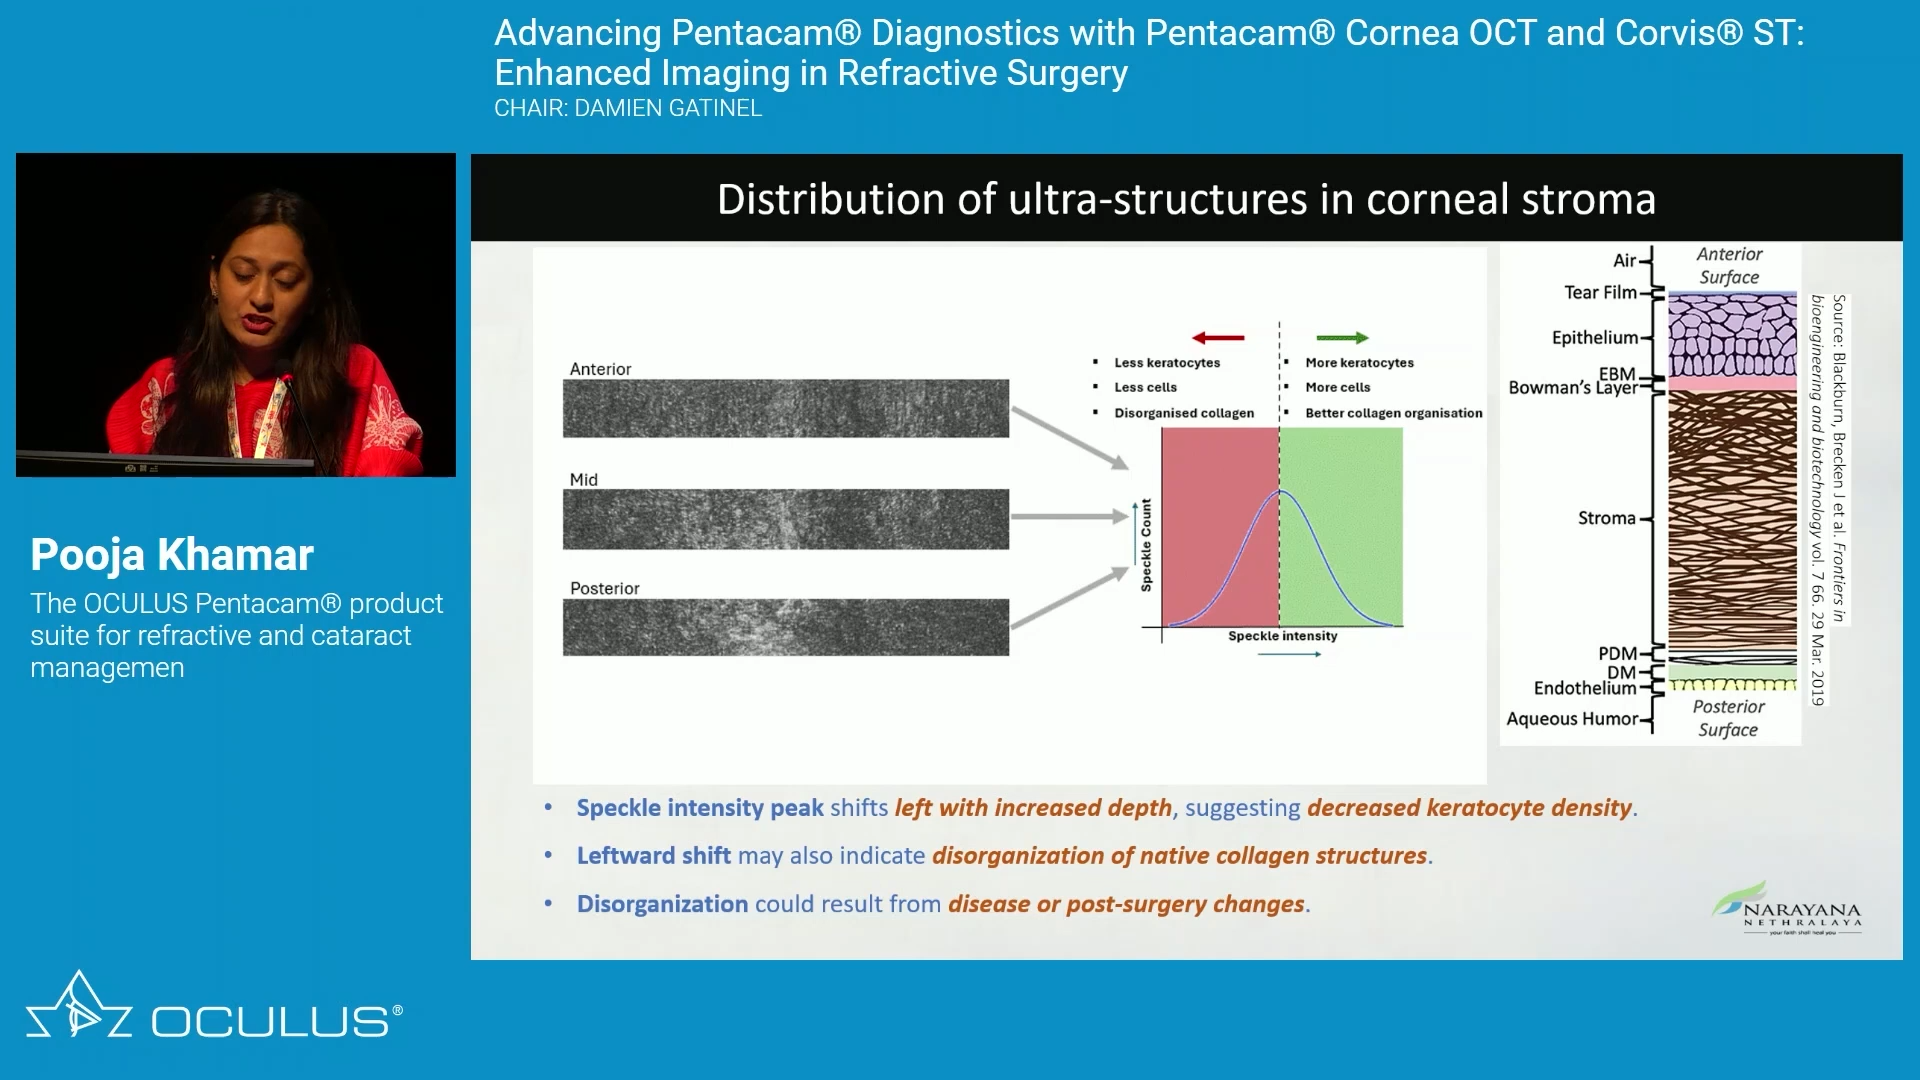 Advancing Pentacam® Diagnostics with Pentacam® Cornea OCT and Corvis® ST:
Enhanced Imaging in Refractive Surgery
CHAIR: DAMIEN GATINEL
Pooja Khamar
The OCULUS Pentacam® product
suite for refractive and cataract
managemen
OCULUS®
Distribution of ultra-structures in corneal stroma
Anterior
Mid
Posterior
▪ Less keratocytes
▪ Less cells
▪ Disorganised collagen
▪ More keratocytes
▪ More cells
▪ Better collagen organisation
Speckle Count
Speckle intensity
Anterior
Surface
Air
Tear Film
Epithelium
EBM
Bowman's Layer
Stroma
PDM
DM
Endothelium
Aqueous Humor
Posterior
Surface
Source: Blackburn, Brecken J et al. Frontiers in
bioengineering and biotechnology vol. 7 66. 29 Mar. 2019
• Speckle intensity peak shifts left with increased depth, suggesting decreased keratocyte density.
• Leftward shift may also indicate disorganization of native collagen structures.
• Disorganization could result from disease or post-surgery changes.
NARAYANA
NETHRALAYA
your faith shall heal you